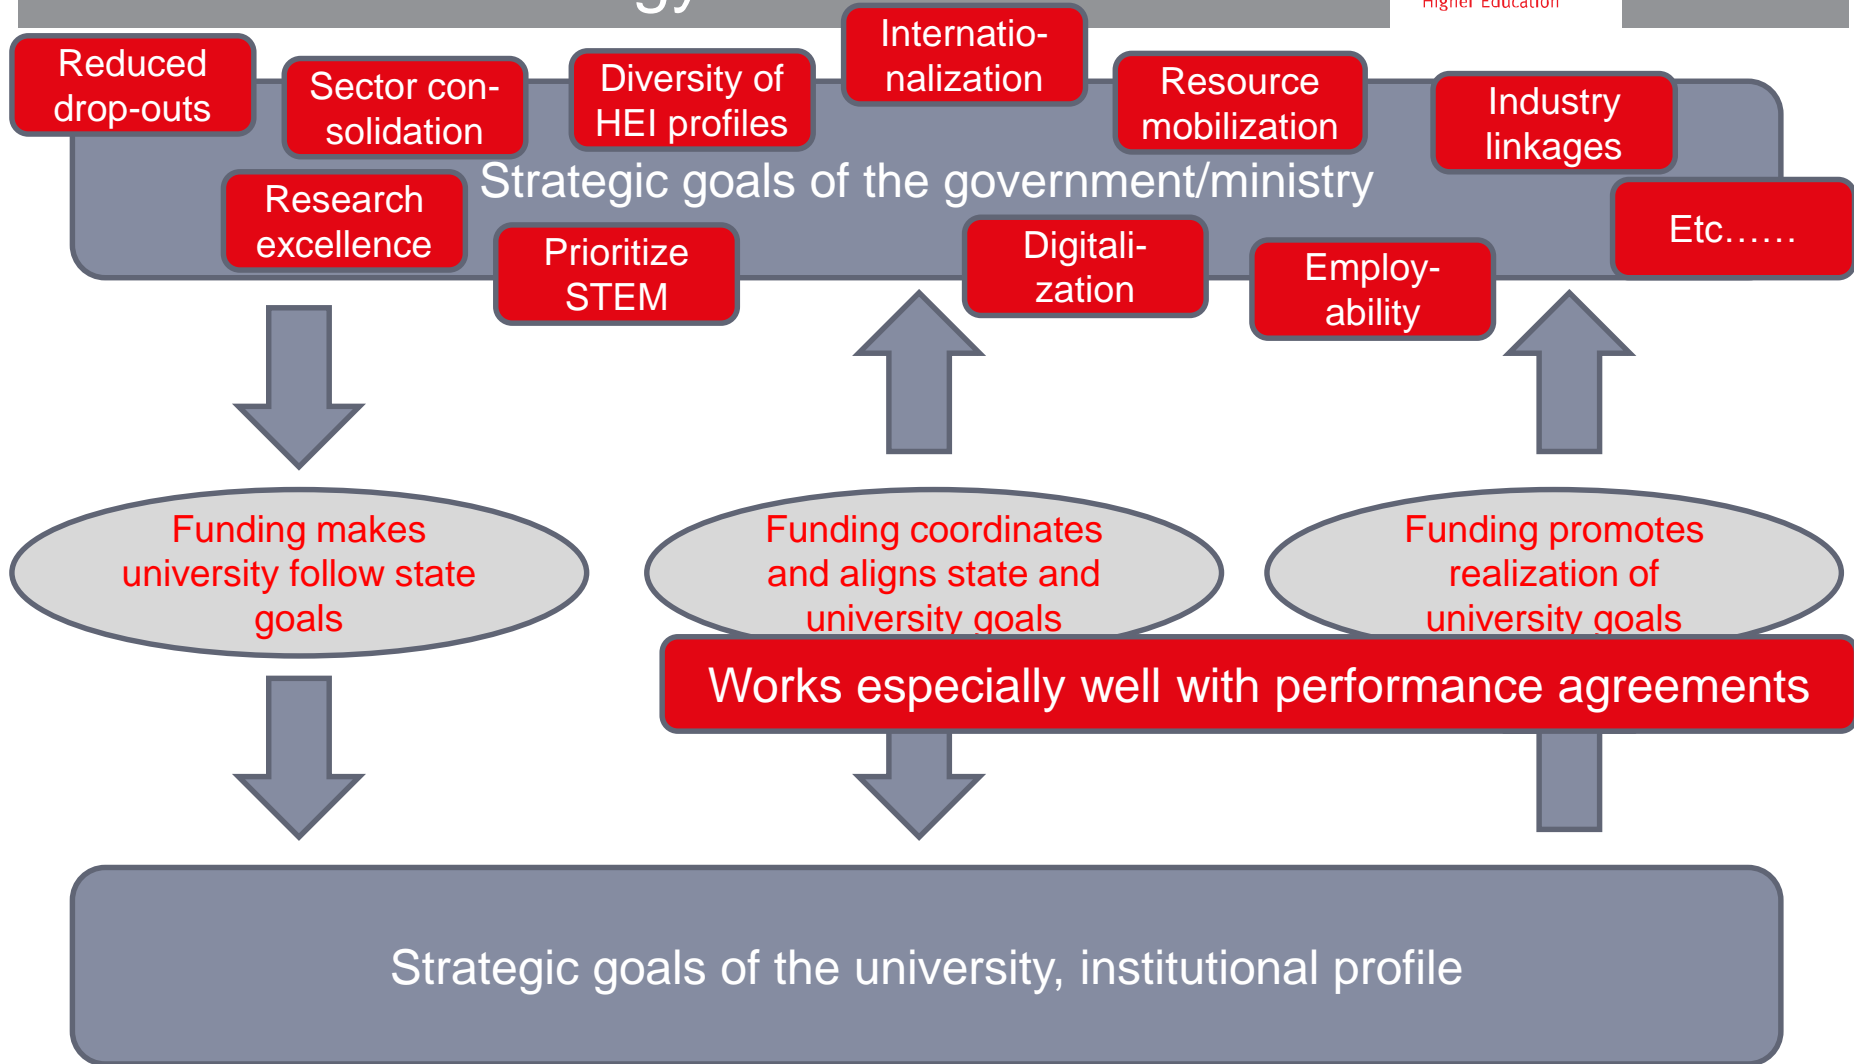 gy
Higher Education
Reduced
drop-outs
Sector con-
solidation
Diversity of
HEI profiles
Internatio-
nalization
Resource
mobilization
Industry
linkages
Strategic goals of the government/ministry
Research
excellence
Prioritize
STEM
Digitali-
zation
Employ-
ability
Etc......
Funding makes
university follow state
goals
Funding coordinates
and aligns state and
university goals
Funding promotes
realization of
university goals
Works especially well with performance agreements
Strategic goals of the university, institutional profile